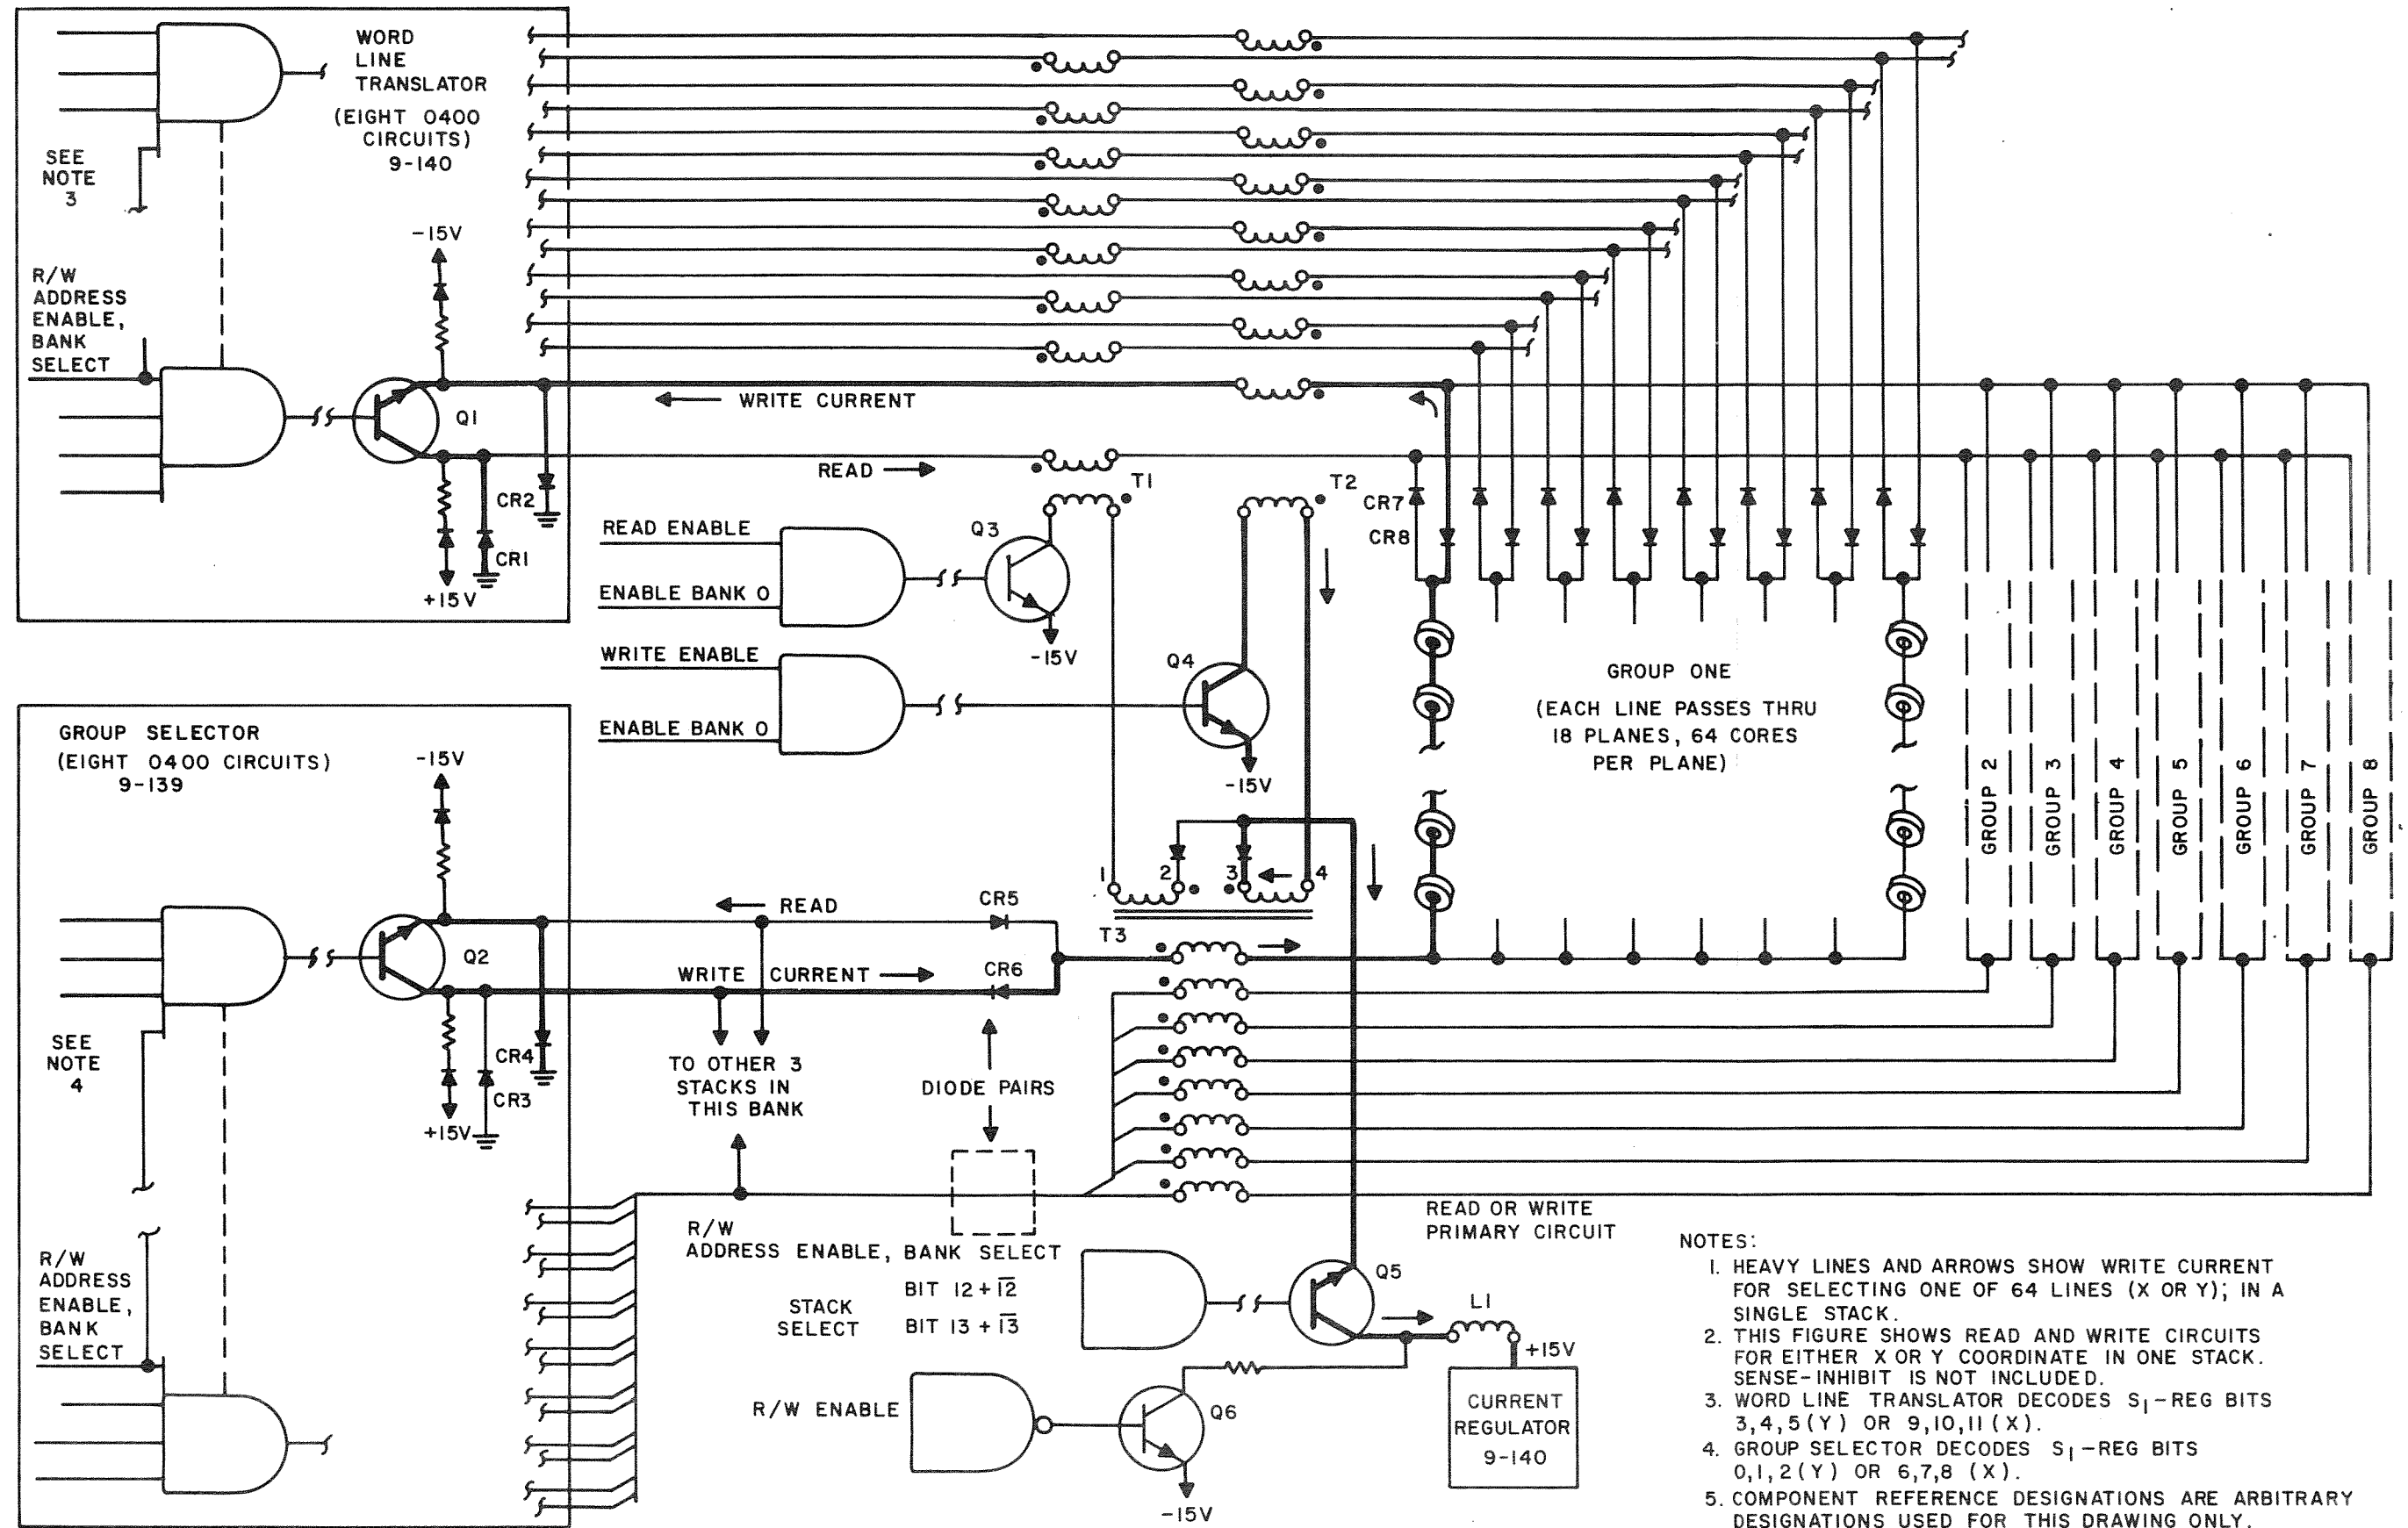 WORD
LINE
TRANSLATOR
(EIGHT 0400
CIRCUITS)
9-140
SEE
NOTE
3
-15V
R/W
ADDRESS
ENABLE,
BANK
SELECT
Q1
WRITE CURRENT
READ
CR2
CR1
+15V
T1
T2
CR7
CR8
READ ENABLE
ENABLE BANK 0
Q3
-15V
WRITE ENABLE
ENABLE BANK 0
Q4
-15V
GROUP ONE
(EACH LINE PASSES THRU
18 PLANES, 64 CORES
PER PLANE)
GROUP 2
GROUP 3
GROUP 4
GROUP 5
GROUP 6
GROUP 7
GROUP 8
GROUP SELECTOR
(EIGHT 0400 CIRCUITS)
9-139
-15V
1
2
3
4
T3
READ
CR5
Q2
WRITE CURRENT
CR6
SEE
NOTE
4
CR4
CR3
+15V
TO OTHER 3
STACKS IN
THIS BANK
DIODE PAIRS
R/W
ADDRESS
ENABLE,
BANK
SELECT
R/W
ADDRESS ENABLE, BANK SELECT
STACK
SELECT
BIT 12 + 1̅2̅
BIT 13 + 1̅3̅
READ OR WRITE
PRIMARY CIRCUIT
Q5
L1
+15V
R/W ENABLE
Q6
-15V
CURRENT
REGULATOR
9-140
NOTES:
1. HEAVY LINES AND ARROWS SHOW WRITE CURRENT
FOR SELECTING ONE OF 64 LINES (X OR Y); IN A
SINGLE STACK.
2. THIS FIGURE SHOWS READ AND WRITE CIRCUITS
FOR EITHER X OR Y COORDINATE IN ONE STACK.
SENSE-INHIBIT IS NOT INCLUDED.
3. WORD LINE TRANSLATOR DECODES S₁-REG BITS
3,4,5(Y) OR 9,10,11(X).
4. GROUP SELECTOR DECODES S₁-REG BITS
0,1,2(Y) OR 6,7,8 (X).
5. COMPONENT REFERENCE DESIGNATIONS ARE ARBITRARY
DESIGNATIONS USED FOR THIS DRAWING ONLY.